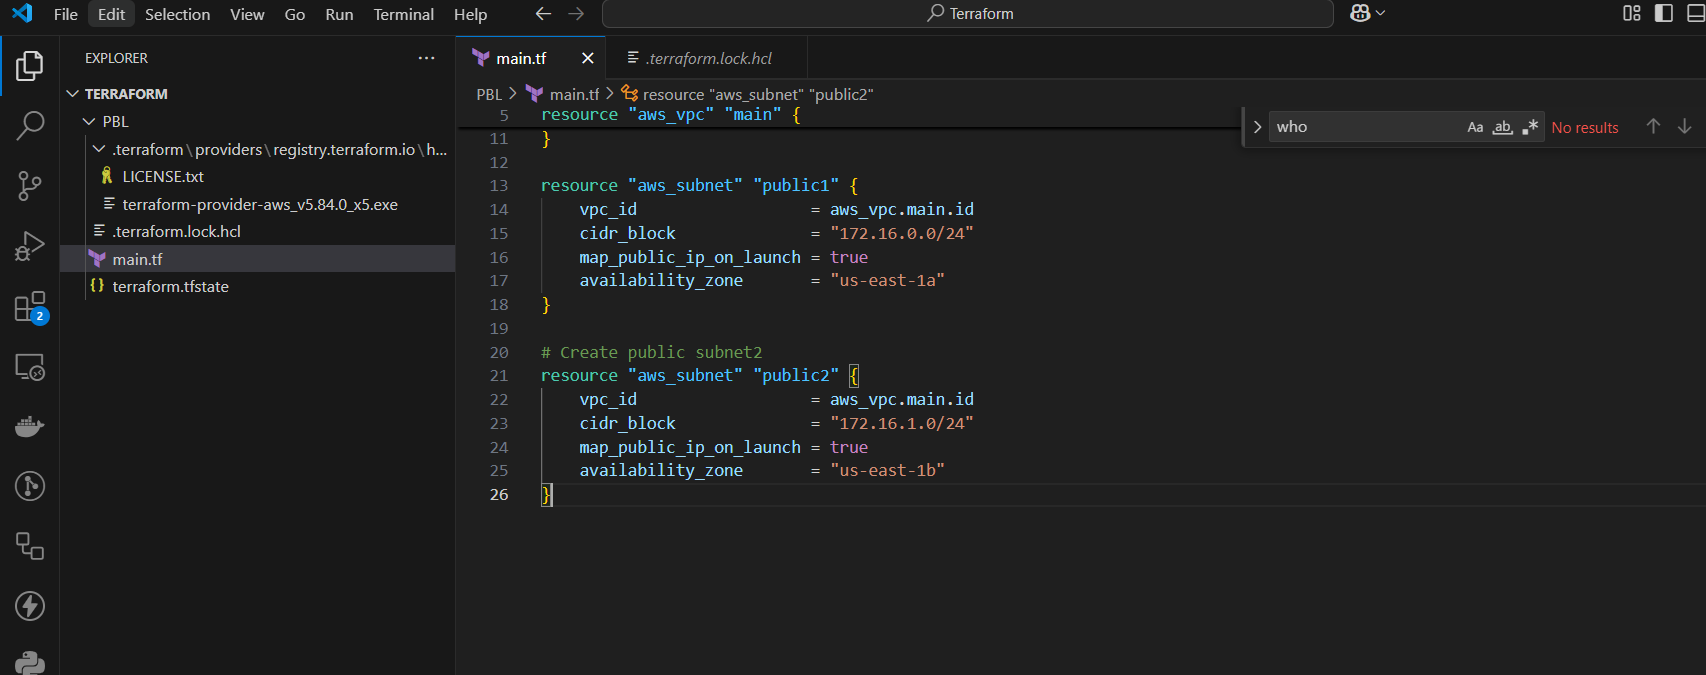 File Edit Selection View Go Run Terminal Help
Terraform
EXPLORER
TERRAFORM
PBL
.terraform\providers\registry.terraform.io\h...
LICENSE.txt
terraform-provider-aws_v5.84.0_x5.exe
.terraform.lock.hcl
main.tf
terraform.tfstate
2
main.tf
.terraform.lock.hcl
PBL > main.tf > resource "aws_subnet" "public2"
who
Aa ab .* No results
5 resource "aws_vpc" "main" {
11 }
12
13 resource "aws_subnet" "public1" {
14 vpc_id = aws_vpc.main.id
15 cidr_block = "172.16.0.0/24"
16 map_public_ip_on_launch = true
17 availability_zone = "us-east-1a"
18 }
19
20 # Create public subnet2
21 resource "aws_subnet" "public2" {
22 vpc_id = aws_vpc.main.id
23 cidr_block = "172.16.1.0/24"
24 map_public_ip_on_launch = true
25 availability_zone = "us-east-1b"
26 }